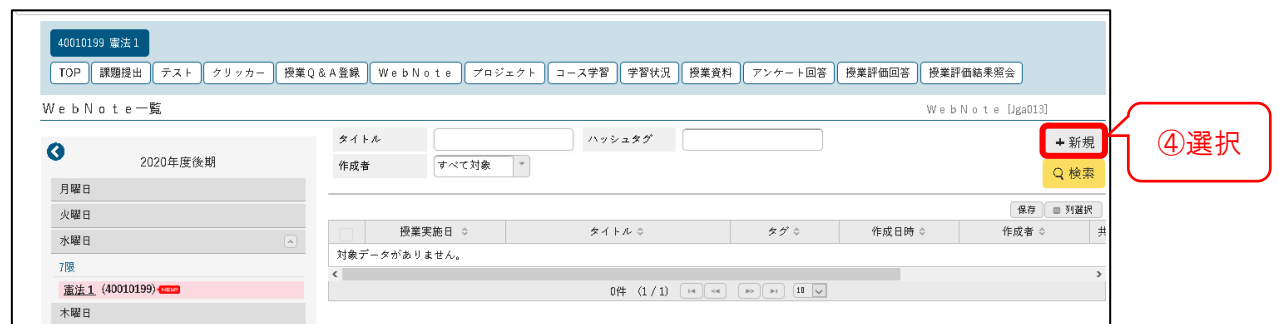 40010199 憲法1
TOP 課題提出 テスト クリッカー 授業Q&A登録 WebNote プロジェクト コース学習 学習状況 授業資料 アンケート回答 授業評価回答 授業評価結果照会
WebNote一覧 WebNote [Jga013]
タイトル ハッシュタグ +新規 ④選択
2020年度後期 作成者 すべて対象 検索
月曜日
火曜日 保存 列選択
水曜日 授業実施日 タイトル タグ 作成日時 作成者 共
対象データがありません。
7限
憲法1 (40010199) NEW! 0件 (1/1) 10
木曜日